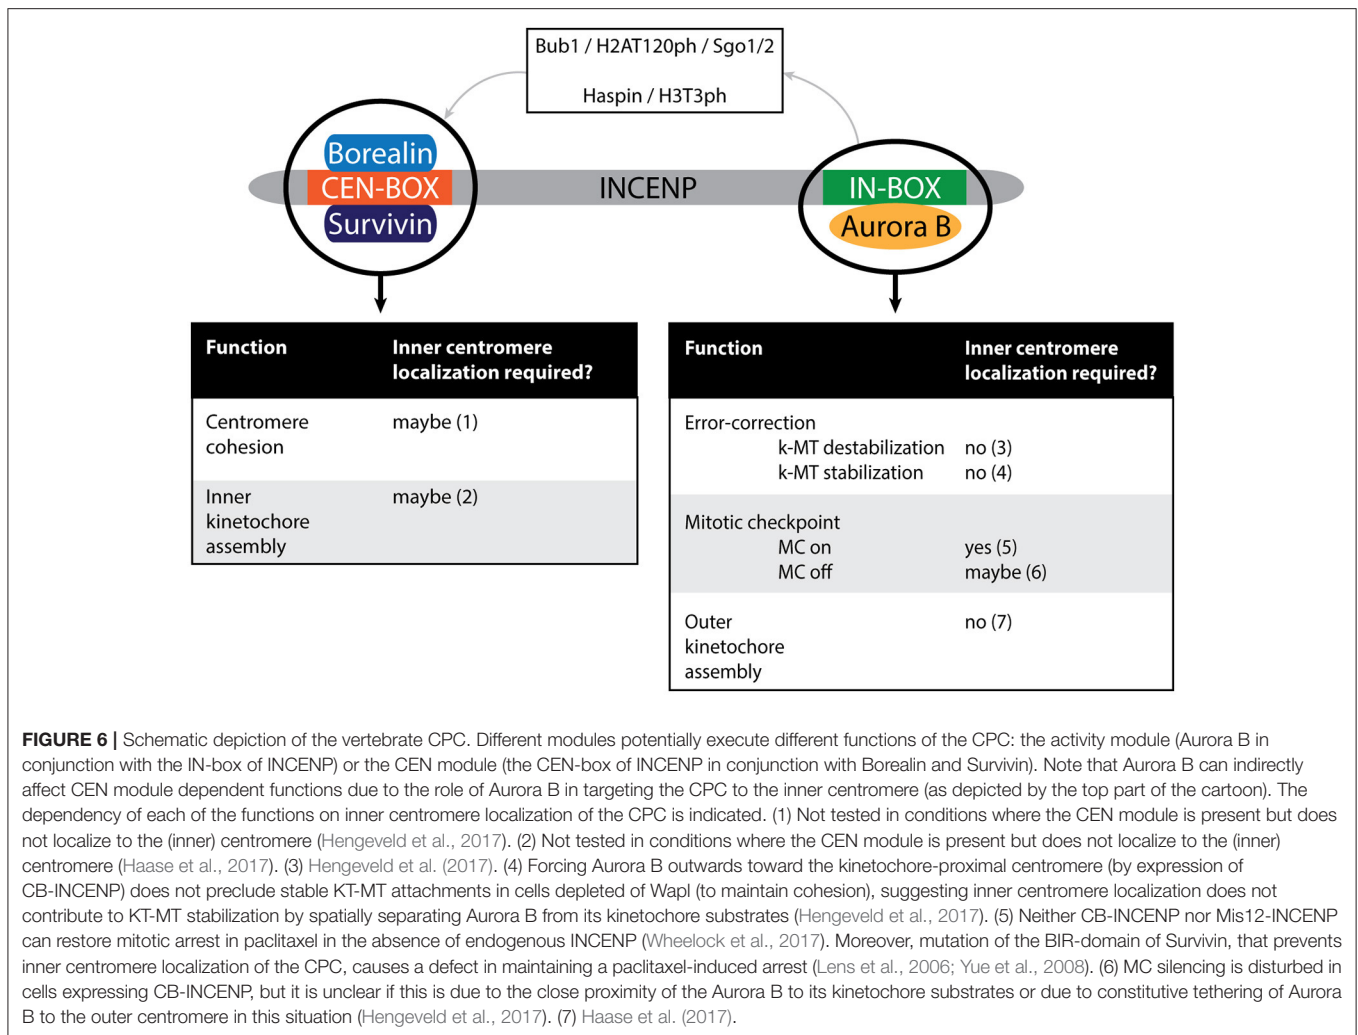 Bub1 / H2AT120ph / Sgo1/2
Haspin / H3T3ph
Borealin
CEN-BOX
Survivin
INCENP
IN-BOX
Aurora B
Function
Inner centromere
localization required?
Centromere
cohesion
maybe (1)
Inner
kinetochore
assembly
maybe (2)
Function
Inner centromere
localization required?
Error-correction
k-MT destabilization no (3)
k-MT stabilization no (4)
Mitotic checkpoint
MC on yes (5)
MC off maybe (6)
Outer
kinetochore
assembly
no (7)
FIGURE 6 | Schematic depiction of the vertebrate CPC. Different modules potentially execute different functions of the CPC: the activity module (Aurora B in
conjunction with the IN-box of INCENP) or the CEN module (the CEN-box of INCENP in conjunction with Borealin and Survivin). Note that Aurora B can indirectly
affect CEN module dependent functions due to the role of Aurora B in targeting the CPC to the inner centromere (as depicted by the top part of the cartoon). The
dependency of each of the functions on inner centromere localization of the CPC is indicated. (1) Not tested in conditions where the CEN module is present but does
not localize to the (inner) centromere (Hengeveld et al., 2017). (2) Not tested in conditions where the CEN module is present but does not localize to the (inner)
centromere (Haase et al., 2017). (3) Hengeveld et al. (2017). (4) Forcing Aurora B outwards toward the kinetochore-proximal centromere (by expression of
CB-INCENP) does not preclude stable KT-MT attachments in cells depleted of Wapl (to maintain cohesion), suggesting inner centromere localization does not
contribute to KT-MT stabilization by spatially separating Aurora B from its kinetochore substrates (Hengeveld et al., 2017). (5) Neither CB-INCENP nor Mis12-INCENP
can restore mitotic arrest in paclitaxel in the absence of endogenous INCENP (Wheelock et al., 2017). Moreover, mutation of the BIR-domain of Survivin, that prevents
inner centromere localization of the CPC, causes a defect in maintaining a paclitaxel-induced arrest (Lens et al., 2006; Yue et al., 2008). (6) MC silencing is disturbed in
cells expressing CB-INCENP, but it is unclear if this is due to the close proximity of the Aurora B to its kinetochore substrates or due to constitutive tethering of Aurora
B to the outer centromere in this situation (Hengeveld et al., 2017). (7) Haase et al. (2017).